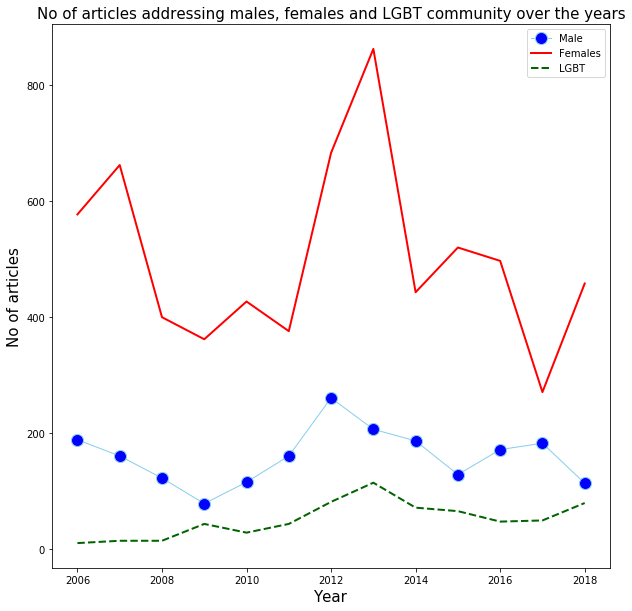 No of articles addressing males, females and LGBT community over the years
Male
Females
LGBT
No of articles
800
600
400
200
0
2006 2008 2010 2012 2014 2016 2018
Year